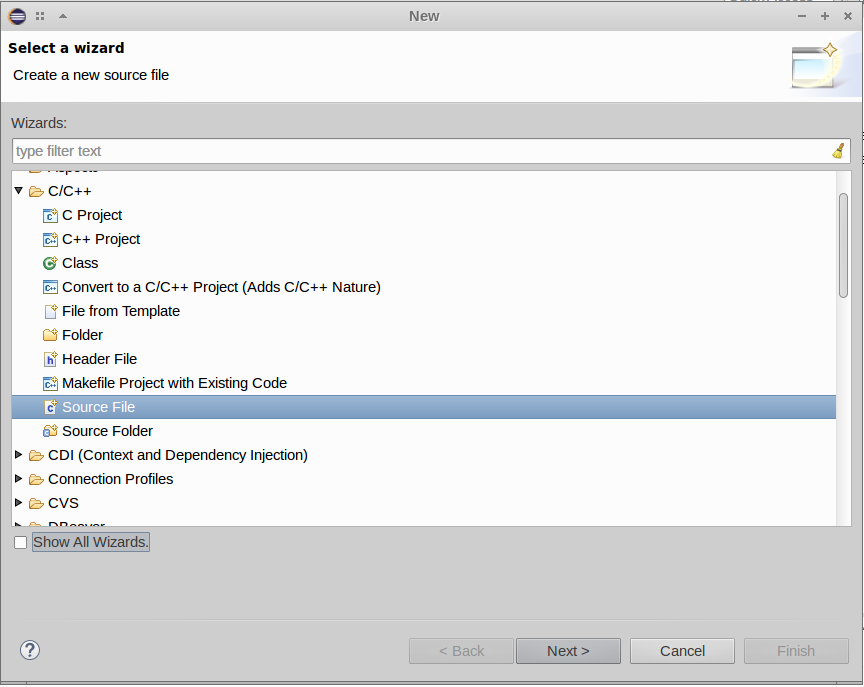 New
Select a wizard
Create a new source file
Wizards:
type filter text
Aspects
C/C++
C Project
C++ Project
Class
Convert to a C/C++ Project (Adds C/C++ Nature)
File from Template
Folder
Header File
Makefile Project with Existing Code
Source File
Source Folder
CDI (Context and Dependency Injection)
Connection Profiles
CVS
DBeaver
Show All Wizards.
< Back
Next >
Cancel
Finish